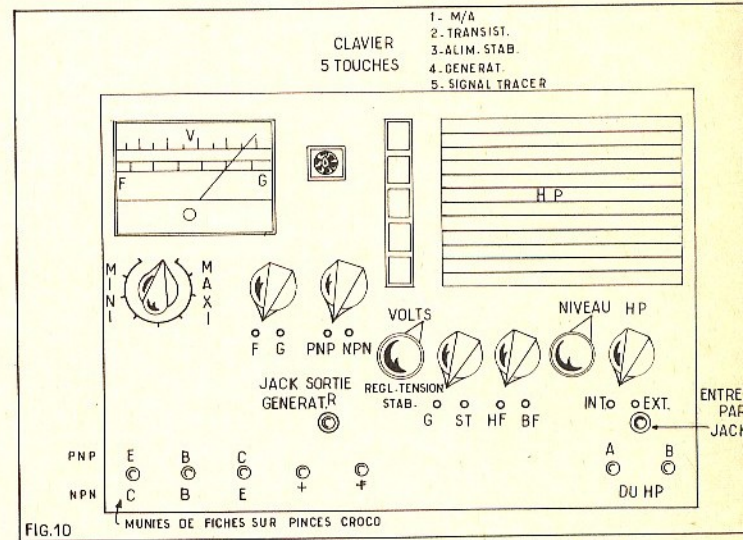 CLAVIER
5 TOUCHES
1- M/A
2- TRANSIST.
3-ALIM. STAB.
4-GENERAT.
5- SIGNAL TRACER
V
F G
HP
MINI
MAXI
F G
PNP NPN
VOLTS
NIVEAU HP
REGL-TENSION
STAB-
G ST HF BF
INT. EXT.
JACK SORTIE
GENERAT.R
ENTRE
PAR
JACK
PNP E B C
+
NPN C B E
A B
DU HP
MUNIES DE FICHES SUR PINCES CROCO
FIG.10